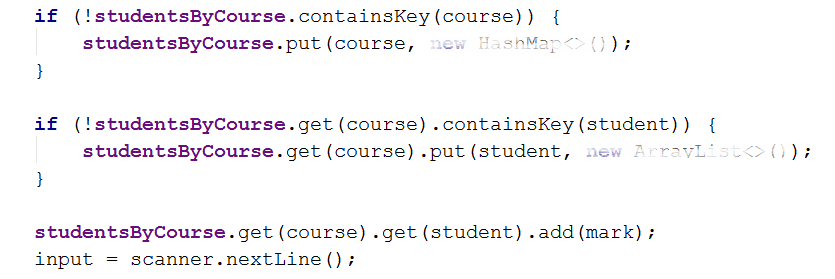 if (!studentsByCourse.containsKey(course)) {
studentsByCourse.put(course, new HashMap<>());
}
if (!studentsByCourse.get(course).containsKey(student)) {
studentsByCourse.get(course).put(student, new ArrayList<>());
}
studentsByCourse.get(course).get(student).add(mark);
input = scanner.nextLine();